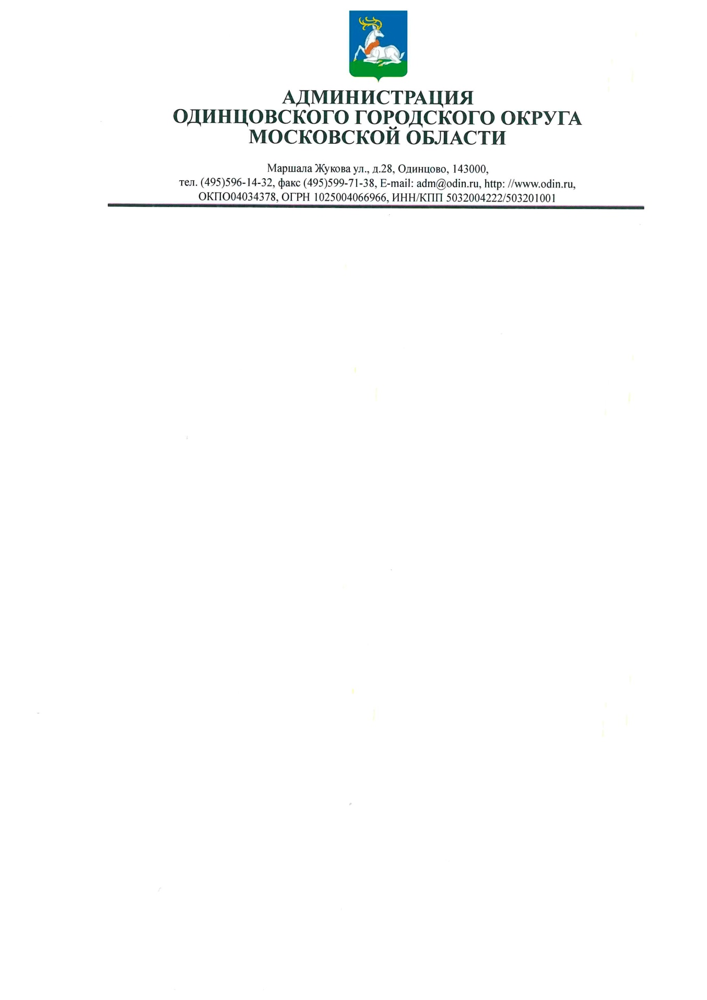 АДМИНИСТРАЦИЯ
ОДИНЦОВСКОГО ГОРОДСКОГО ОКРУГА
МОСКОВСКОЙ ОБЛАСТИ
Маршала Жукова ул., д.28, Одинцово, 143000,
тел. (495)596-14-32, факс (495)599-71-38, E-mail: adm@odin.ru, http: //www.odin.ru,
ОКПО04034378, ОГРН 1025004066966, ИНН/КПП 5032004222/503201001